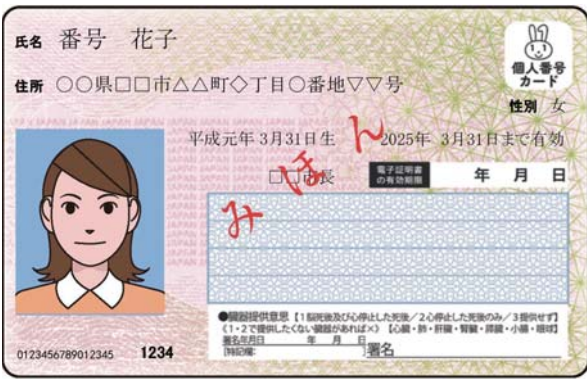 氏名 番号 花子
個人番号
カード
住所 〇〇県□□市△△町◇丁目〇番地▽▽号
性別 女
平成元年 3月31日生 2025年 3月31日まで有効
□□市長
電子証明書
の有効期限
年 月 日
みほん
●臓器提供意思【1脳死後及び心停止した死後/2心停止した死後のみ/3提供せず】
《1・2で提供したくない臓器があれば×》【心臓・肺・肝臓・腎臓・膵臓・小腸・眼球】
署名年月日 年 月 日
[特記欄: ]署名
0123456789012345 1234